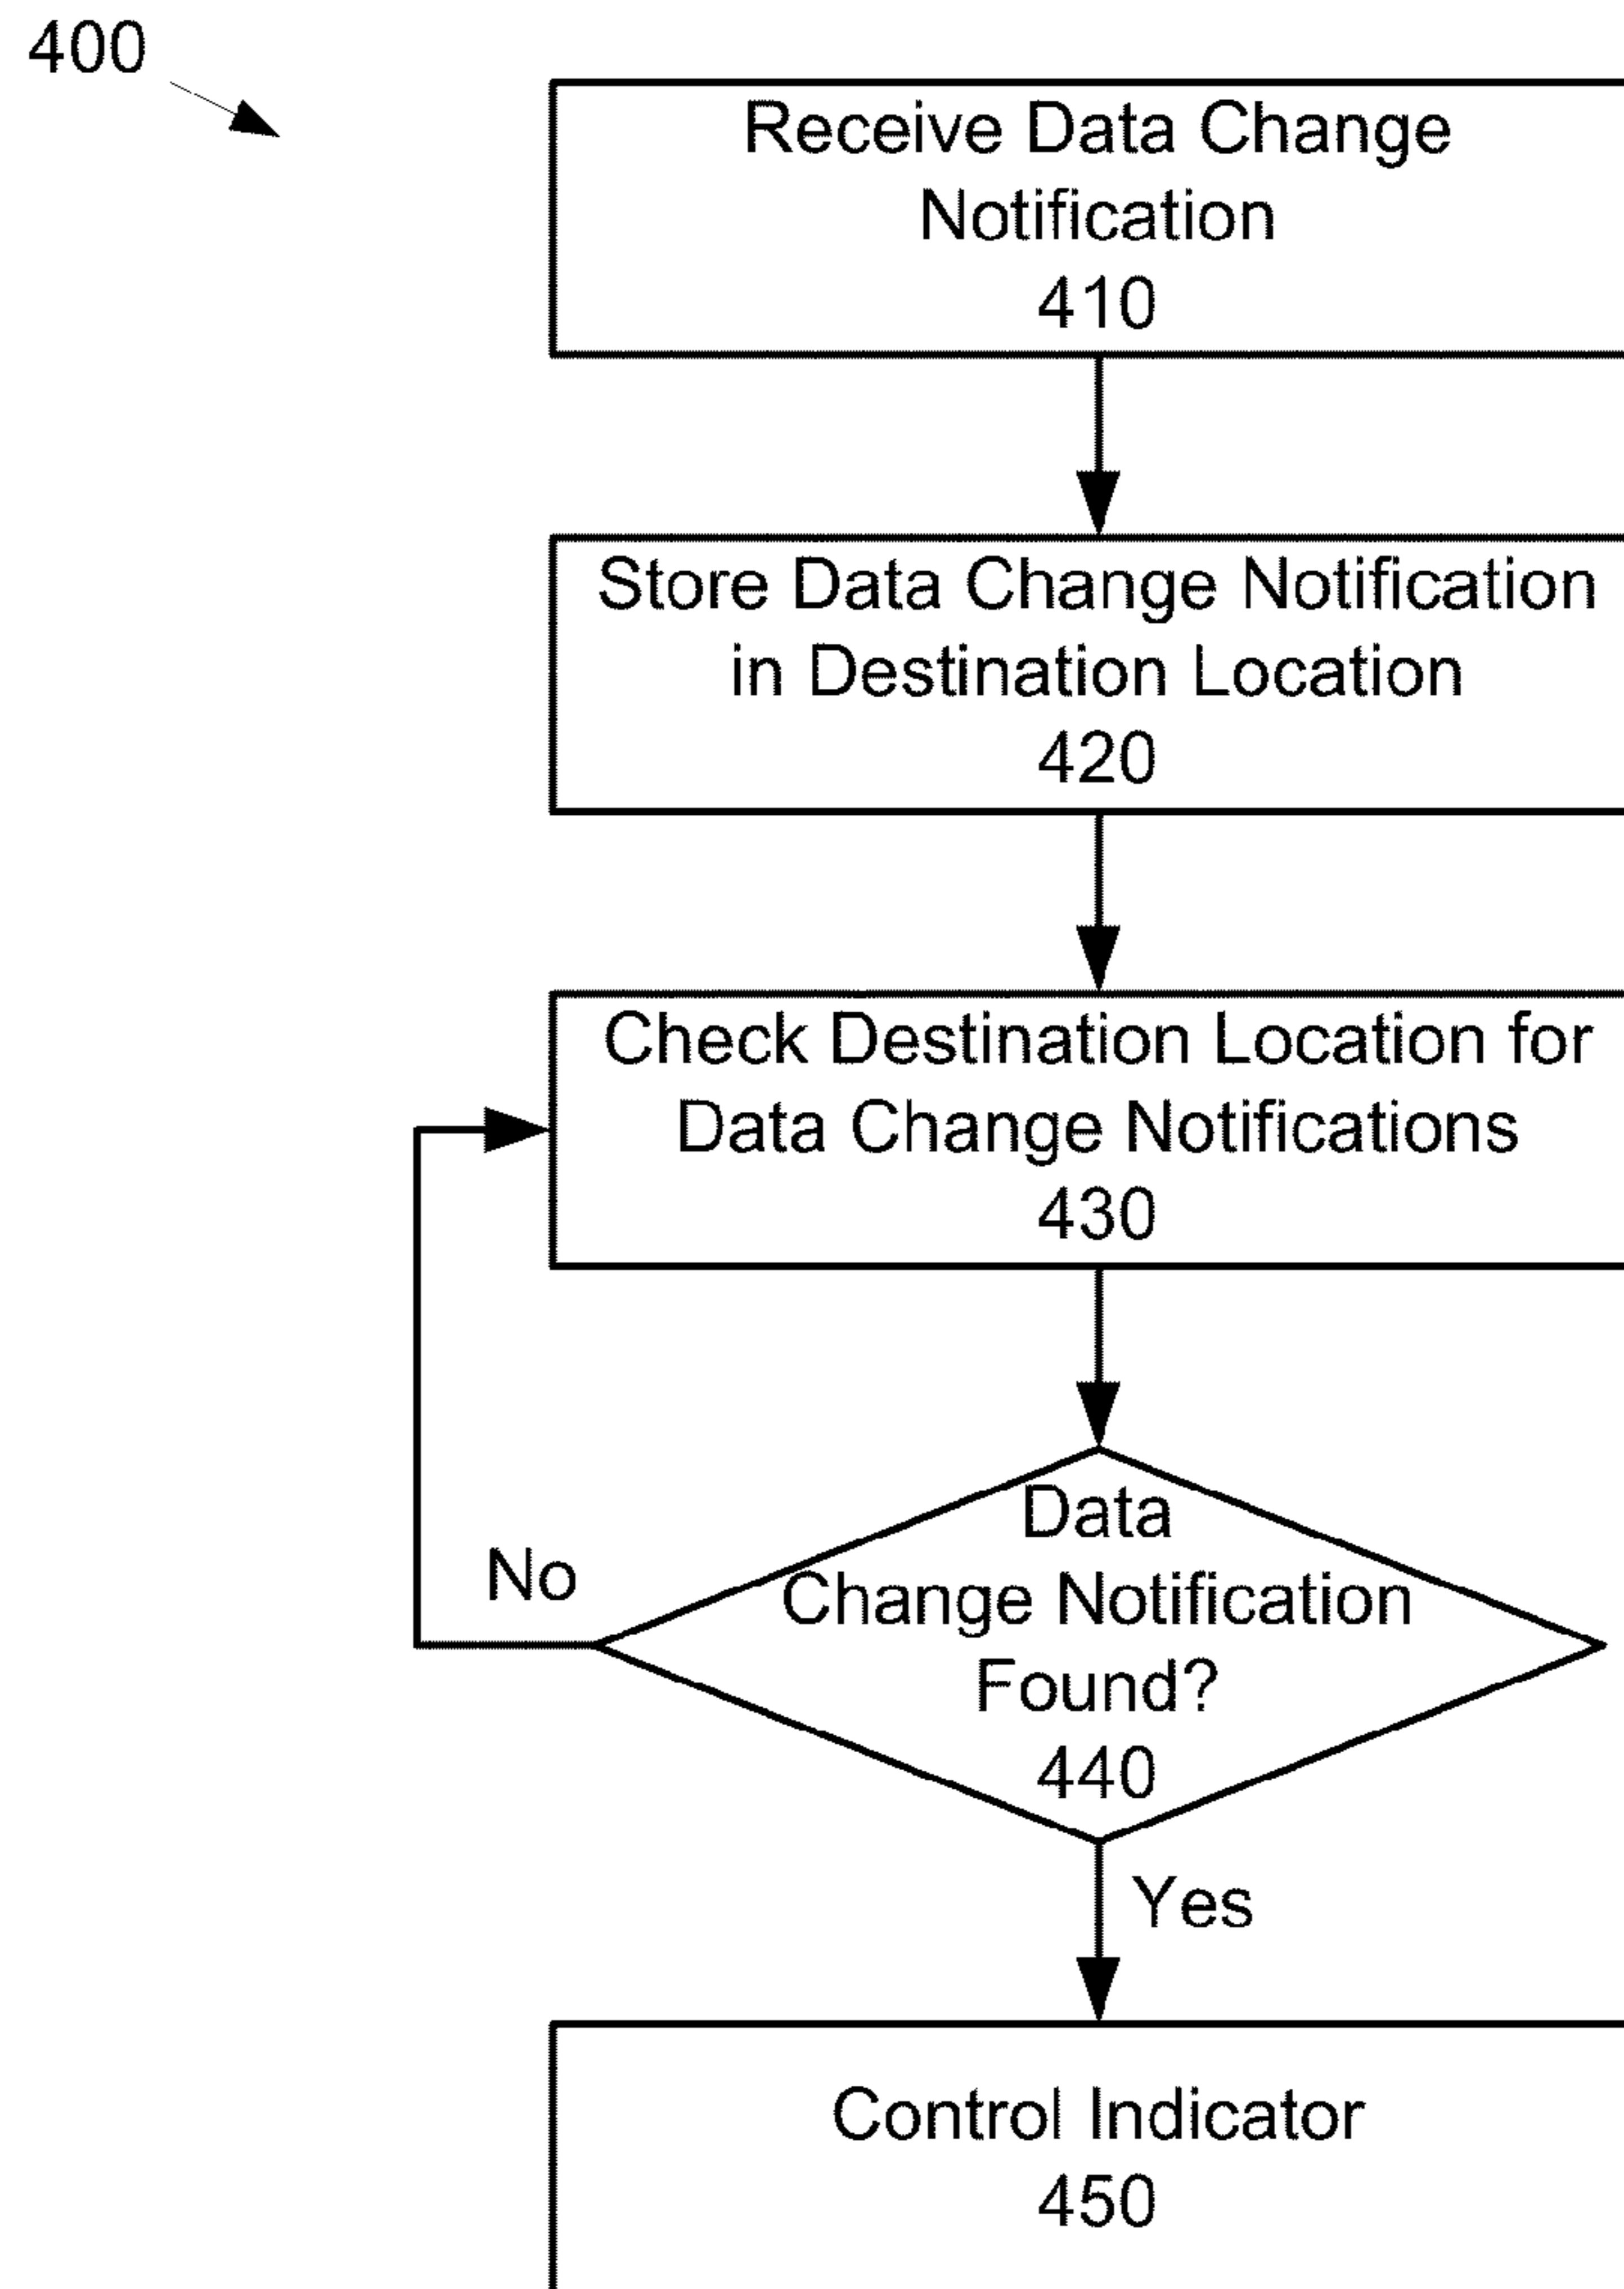 400
Receive Data Change
Notification
410
Store Data Change Notification
in Destination Location
420
Check Destination Location for
Data Change Notifications
430
Data
Change Notification
Found?
440
No
Yes
Control Indicator
450